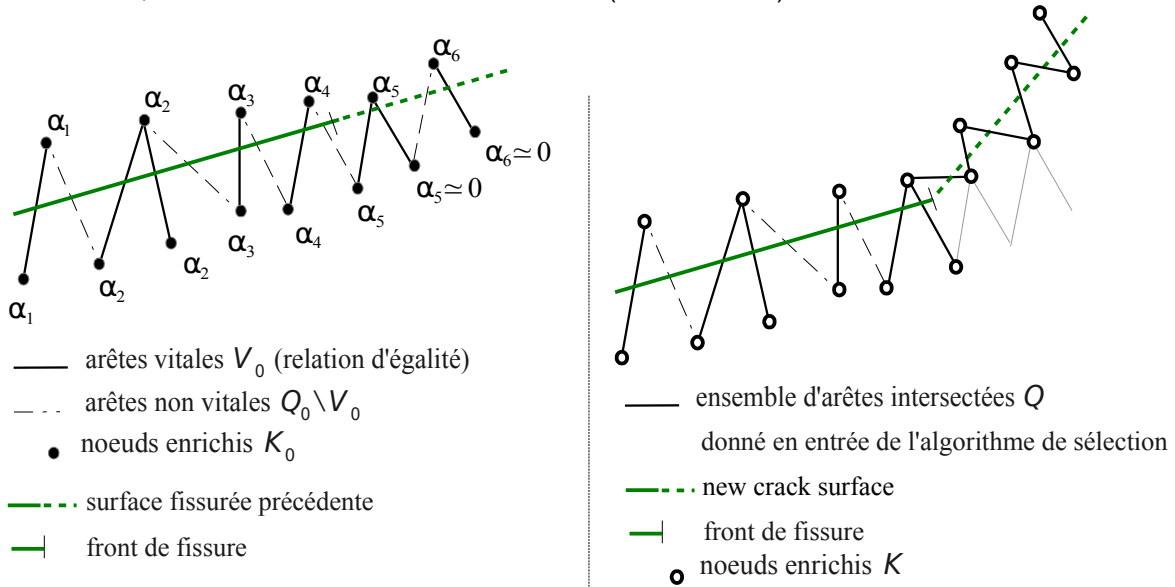 α₁
α₂
α₃
α₄
α₅
α₆
α₁
α₂
α₂
α₃
α₄
α₅
α₅≃0
α₆≃0
arêtes vitales V₀ (relation d'égalité)
arêtes non vitales Q₀\V₀
noeuds enrichis K₀
surface fissurée précédente
front de fissure
ensemble d'arêtes intersectées Q
donné en entrée de l'algorithme de sélection
new crack surface
front de fissure
noeuds enrichis K